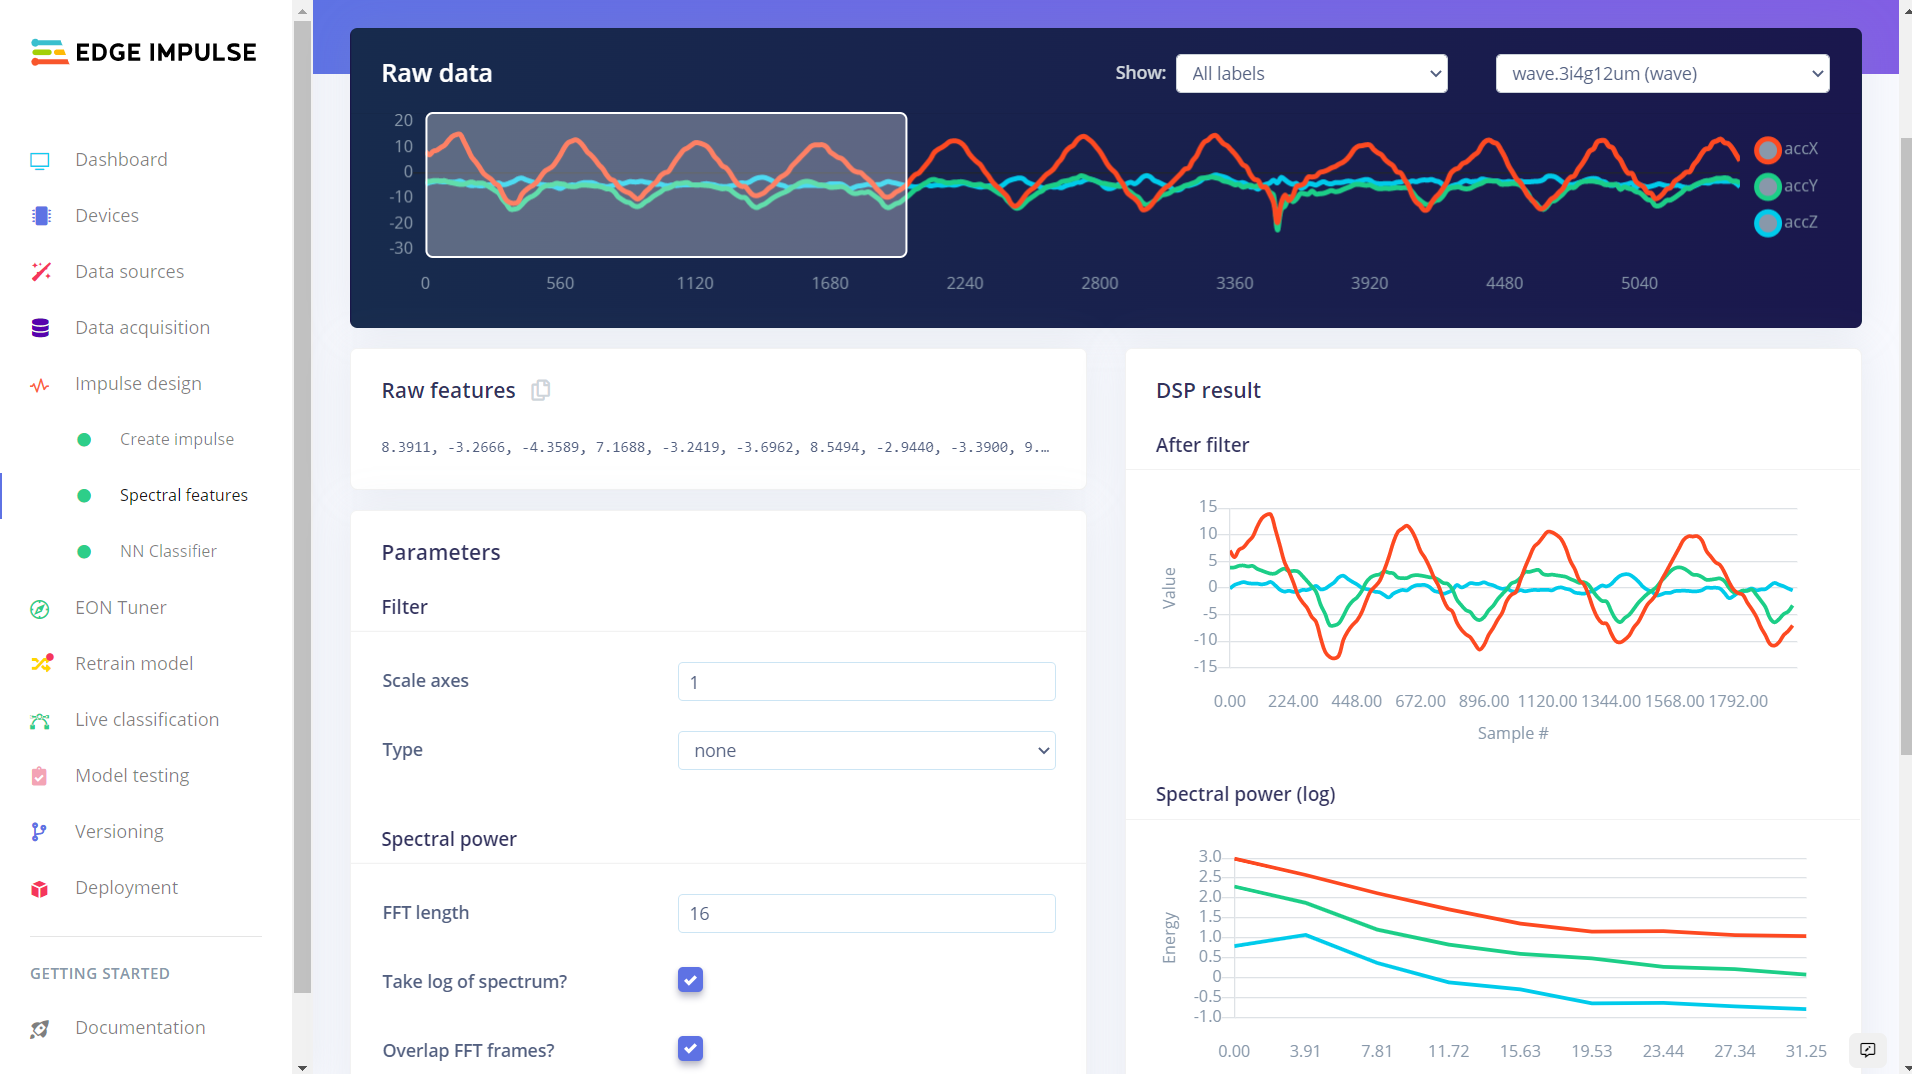 EDGE IMPULSE
Dashboard
Devices
Data sources
Data acquisition
Impulse design
Create impulse
Spectral features
NN Classifier
EON Tuner
Retrain model
Live classification
Model testing
Versioning
Deployment
GETTING STARTED
Documentation
Raw data
Show: All labels wave.3i4g12um (wave)
20
10
0
-10
-20
-30
0 560 1120 1680 2240 2800 3360 3920 4480 5040
accX
accY
accZ
Raw features
8.3911, -3.2666, -4.3589, 7.1688, -3.2419, -3.6962, 8.5494, -2.9440, -3.3900, 9.…
Parameters
Filter
Scale axes 1
Type none
Spectral power
FFT length 16
Take log of spectrum?
Overlap FFT frames?
DSP result
After filter
Value
15
10
5
0
-5
-10
-15
0.00 224.00 448.00 672.00 896.00 1120.00 1344.00 1568.00 1792.00
Sample #
Spectral power (log)
Energy
3.0
2.5
2.0
1.5
1.0
0.5
0
-0.5
-1.0
0.00 3.91 7.81 11.72 15.63 19.53 23.44 27.34 31.25